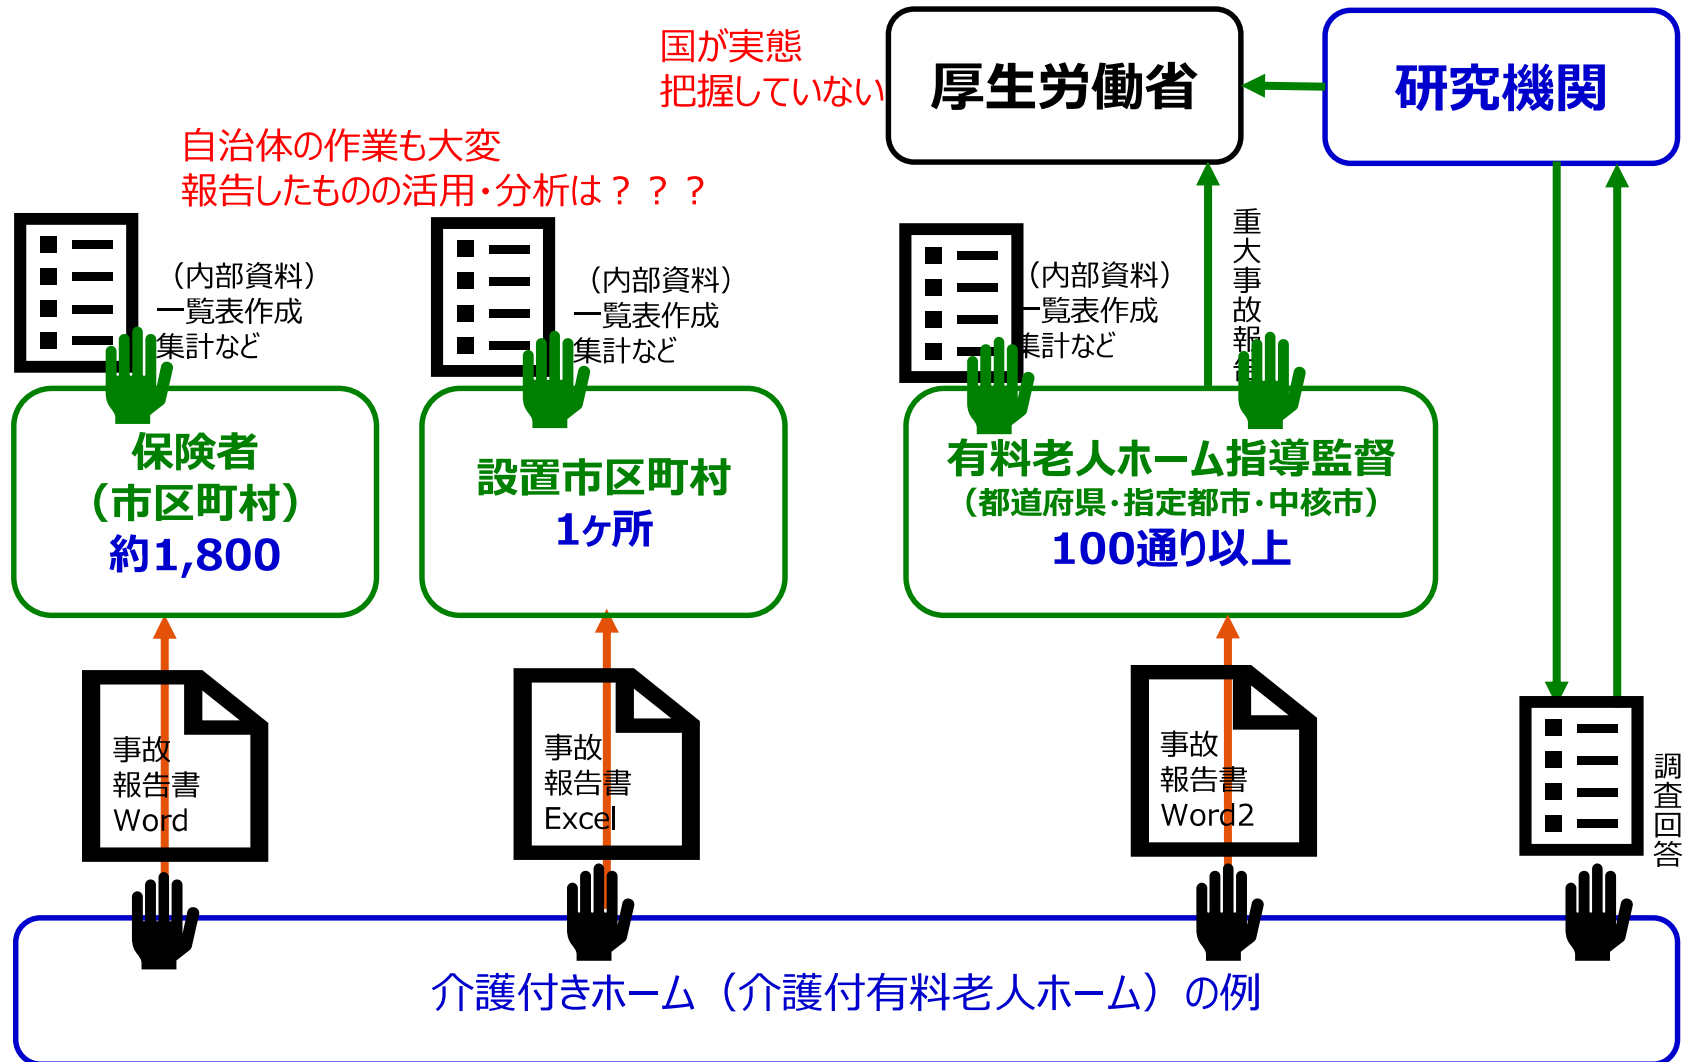 国が実態
把握していない
厚生労働省
研究機関
自治体の作業も大変
報告したものの活用・分析は？？？
（内部資料）
一覧表作成
集計など
（内部資料）
一覧表作成
集計など
（内部資料）
一覧表作成
集計など
重大事故報告
保険者
（市区町村）
約1,800
設置市区町村
1ヶ所
有料老人ホーム指導監督
（都道府県・指定都市・中核市）
100通り以上
事故
報告書
Word
事故
報告書
Excel
事故
報告書
Word2
調査回答
介護付きホーム（介護付有料老人ホーム）の例